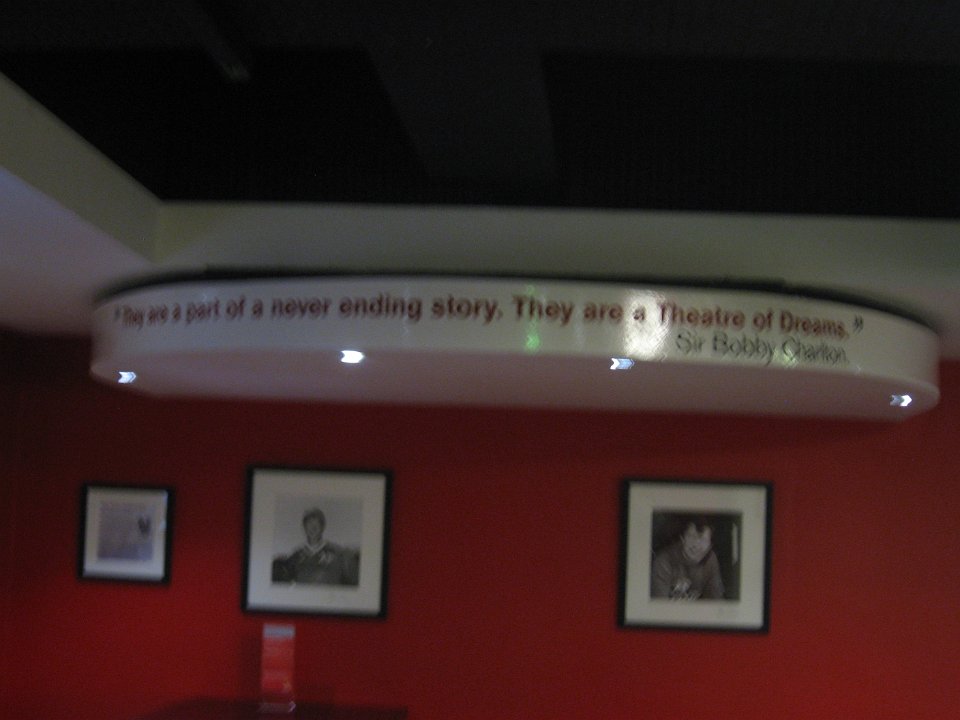 "They are a part of a never ending story. They are a Theatre of Dreams."
Sir Bobby Charlton.